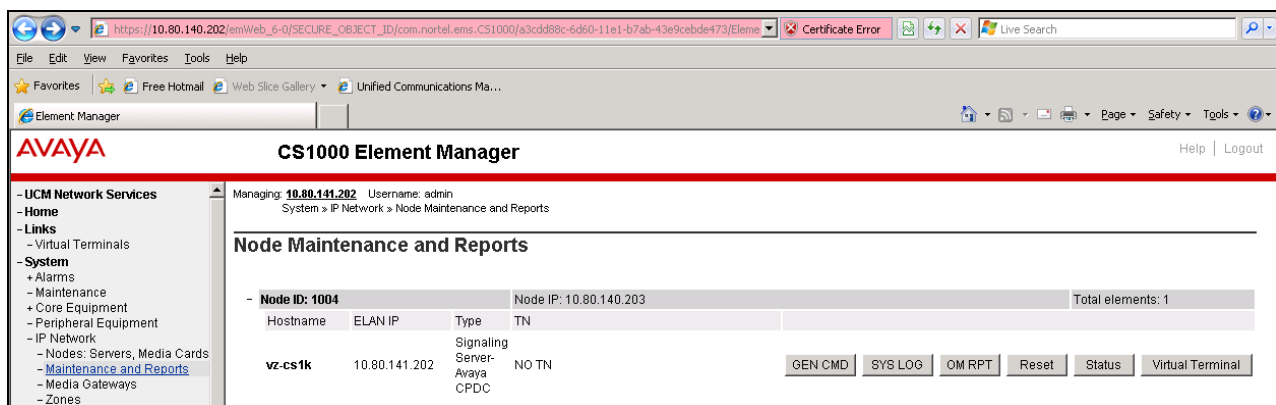 https://10.80.140.202/emWeb_6-0/SECURE_OBJECT_ID/com.nortel.ems.CS1000/a3cdd88c-6d60-11e1-b7ab-43e9cebde473/Eleme Certificate Error Live Search
File Edit View Favorites Tools Help
Favorites Free Hotmail Web Slice Gallery Unified Communications Ma...
Element Manager Page Safety Tools
AVAYA CS1000 Element Manager Help | Logout
- UCM Network Services
- Home
- Links
- Virtual Terminals
- System
+ Alarms
- Maintenance
+ Core Equipment
- Peripheral Equipment
- IP Network
- Nodes: Servers, Media Cards
- Maintenance and Reports
- Media Gateways
- Zones
Managing: 10.80.141.202 Username: admin
System » IP Network » Node Maintenance and Reports
Node Maintenance and Reports
- Node ID: 1004 Node IP: 10.80.140.203 Total elements: 1
Hostname ELAN IP Type TN
vz-cs1k 10.80.141.202 Signaling Server-Avaya CPDC NO TN GEN CMD SYS LOG OM RPT Reset Status Virtual Terminal